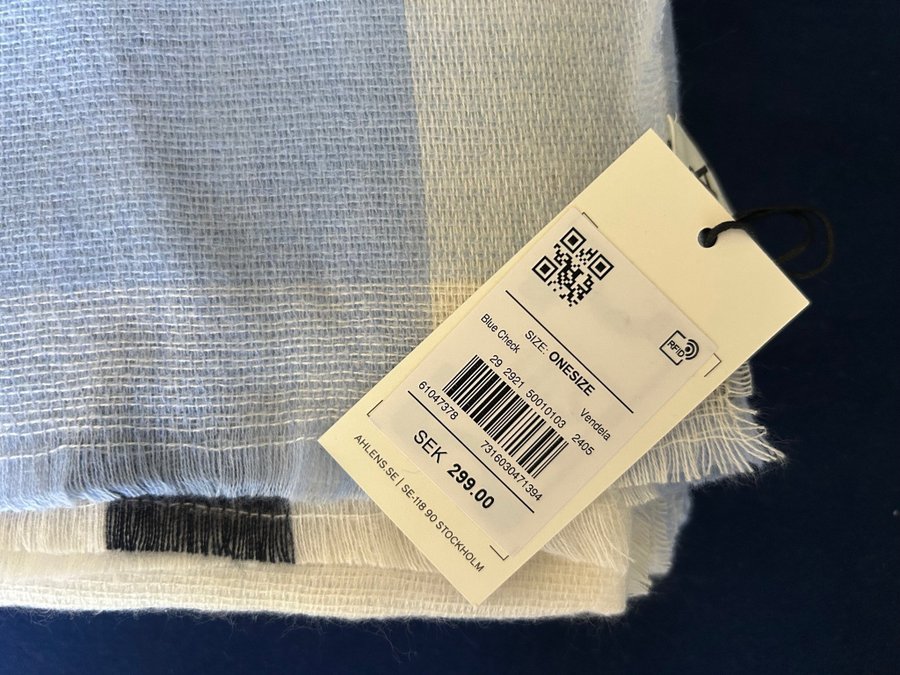 RFID
SIZE: ONESIZE
Blue Check Vendela
29 2921 50010103 2405
61047378 7316030471394
SEK 299.00
AHLENS SE | SE-118 90 STOCKHOLM